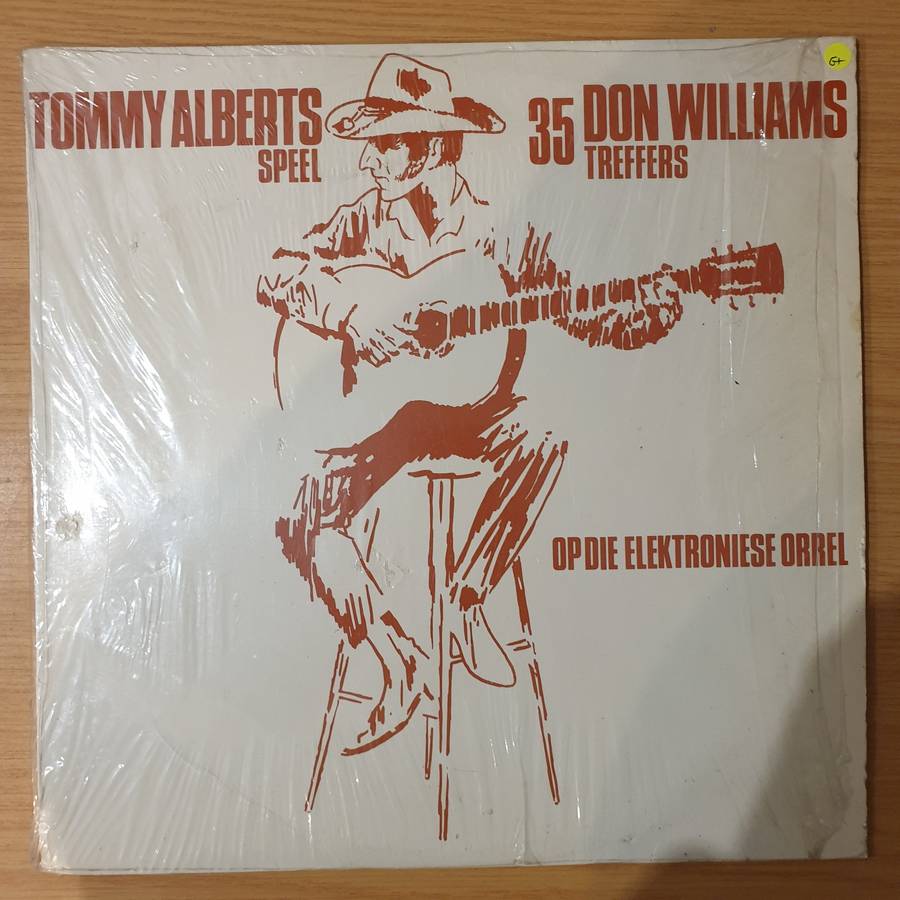 TOMMY ALBERTS
SPEEL
35 DON WILLIAMS
TREFFERS
OP DIE ELEKTRONIESE ORREL
G+